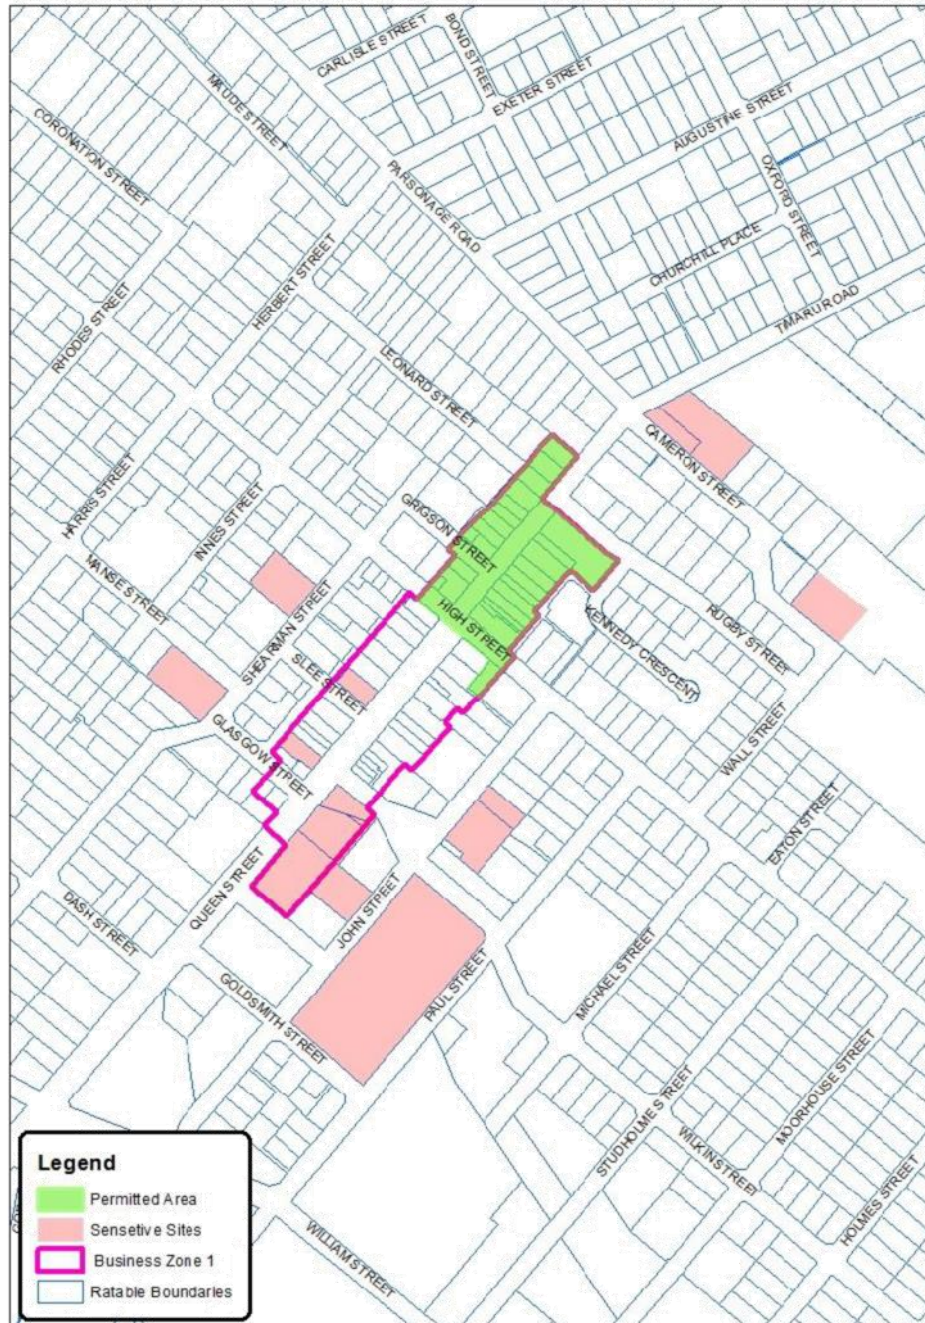 CARLISLE STREET
BOND STREET
EXETER STREET
MAUDE STREET
AUGUSTINE STREET
CORONATION STREET
PARSONAGE ROAD
OXFORD STREET
CHURCHILL PLACE
HERBERT STREET
RHODES STREET
TIMARU ROAD
LEONARD STREET
CAMERON STREET
HARRIS STREET
GRIGSON STREET
INNES STREET
MANSE STREET
HIGH STREET
KENNEDY CRESCENT
RUGBY STREET
SHEARMAN STREET
SLEE STREET
GLASGOW STREET
WALL STREET
EATON STREET
QUEEN STREET
DASH STREET
JOHN STREET
GOLDSMITH STREET
PAUL STREET
MICHAEL STREET
MOORHOUSE STREET
STUDHOLME STREET
WILKIN STREET
HOLMES STREET
WILLIAM STREET
Legend
Permitted Area
Sensetive Sites
Business Zone 1
Ratable Boundaries